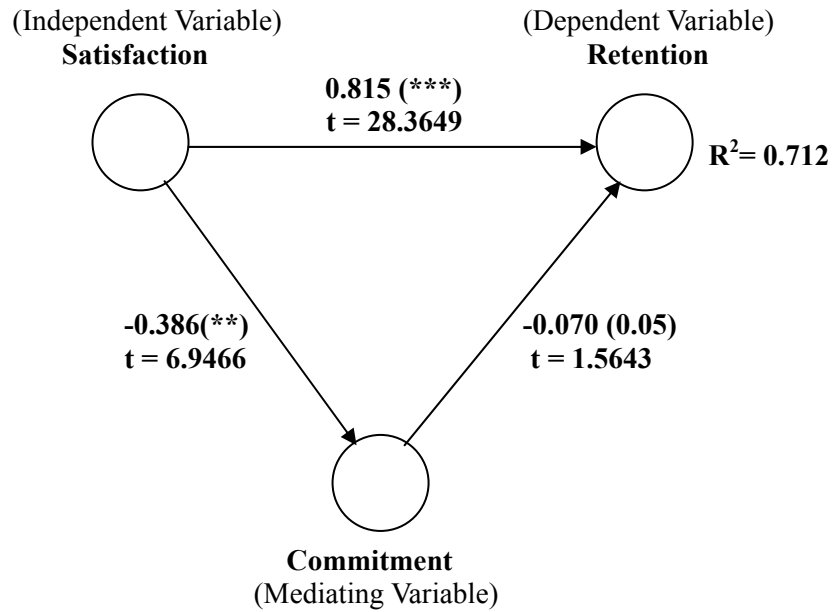 (Independent Variable)
Satisfaction
(Dependent Variable)
Retention
0.815 (***)
t = 28.3649
R²= 0.712
-0.386(**)
t = 6.9466
-0.070 (0.05)
t = 1.5643
Commitment
(Mediating Variable)